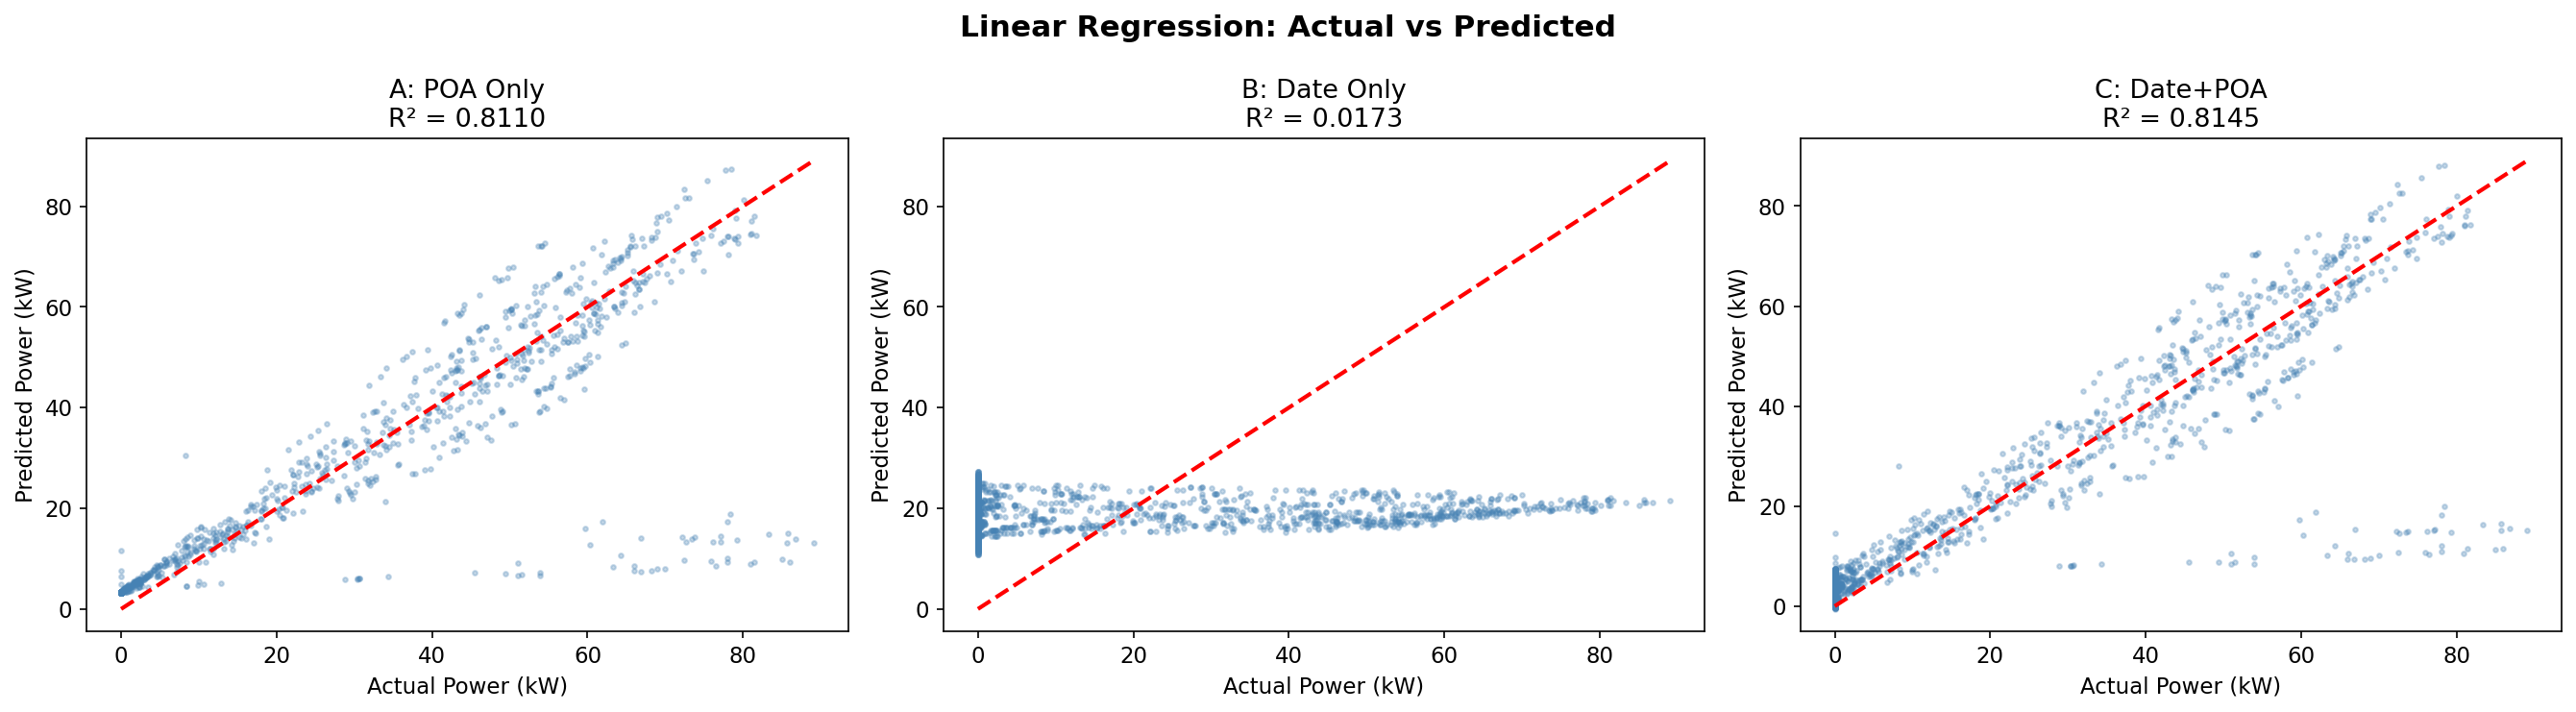 Linear Regression: Actual vs Predicted
A: POA Only
R² = 0.8110
Predicted Power (kW)
80
60
40
20
0
0 20 40 60 80
Actual Power (kW)
B: Date Only
R² = 0.0173
Predicted Power (kW)
80
60
40
20
0
0 20 40 60 80
Actual Power (kW)
C: Date+POA
R² = 0.8145
Predicted Power (kW)
80
60
40
20
0
0 20 40 60 80
Actual Power (kW)